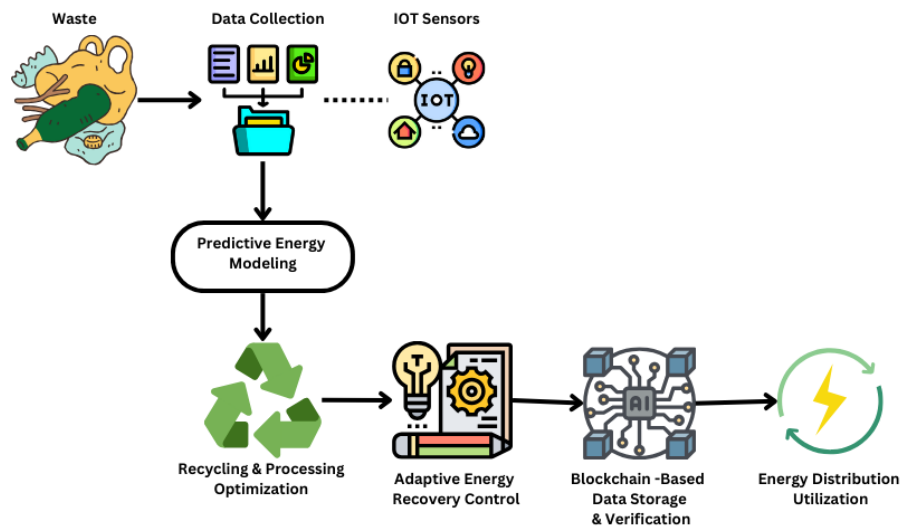 Waste
Data Collection
IOT Sensors
IOT
Predictive Energy
Modeling
Recycling & Processing
Optimization
Adaptive Energy
Recovery Control
AI
Blockchain -Based
Data Storage
& Verification
Energy Distribution
Utilization